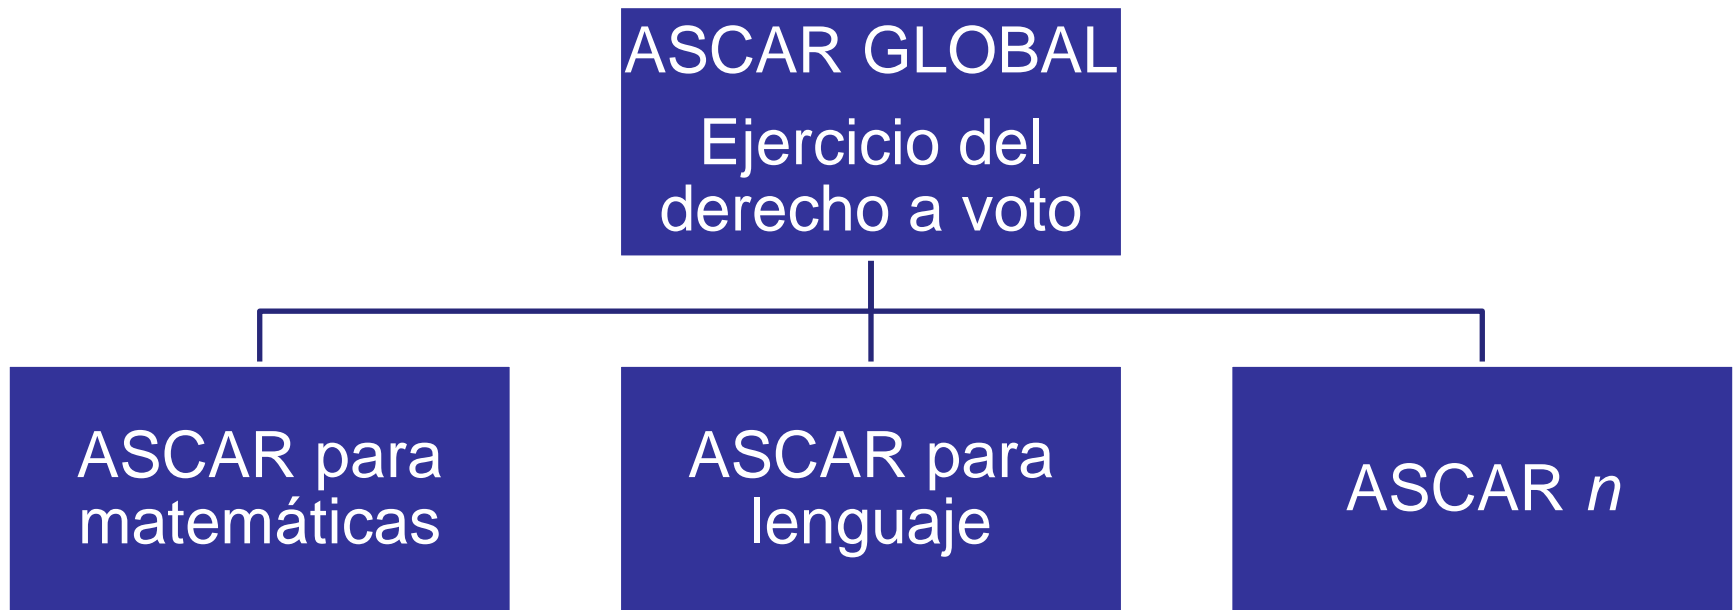 ASCAR GLOBAL
Ejercicio del
derecho a voto
ASCAR para
matemáticas
ASCAR para
lenguaje
ASCAR n